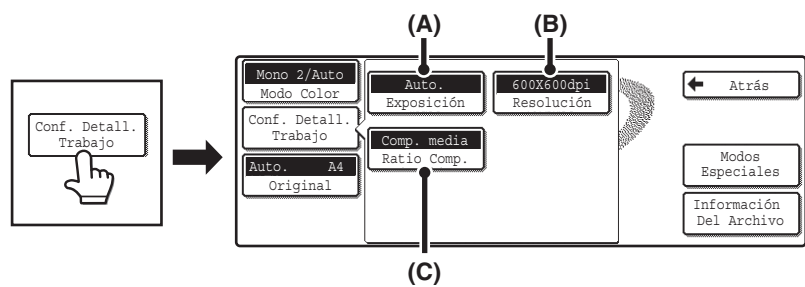 (A)
(B)
Conf. Detall.
Trabajo
Mono 2/Auto
Modo Color
Conf. Detall.
Trabajo
Auto. A4
Original
Auto.
Exposición
600X600dpi
Resolución
Comp. media
Ratio Comp.
Atrás
Modos
Especiales
Información
Del Archivo
(C)